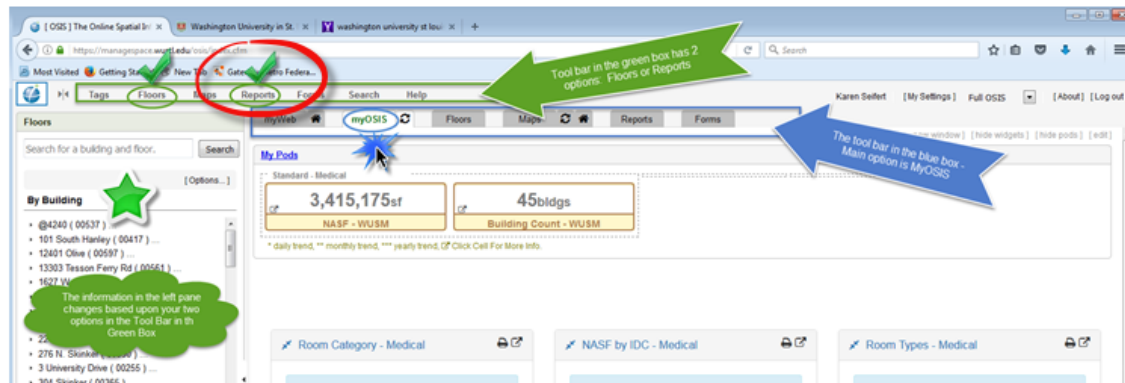 [ OSIS ] The Online Spatial In
Washington University in St.
washington university st loui
https://managespace.wustl.edu/osis/index.cfm
Search
Most Visited
Getting
New Tab
Federa...
Tags
Floors
Maps
Reports
Search
Help
Karen Seifert
[My Settings]
Full OSIS
[About]
[Log out
Tool bar in the green box has 2
options: Floors or Reports
Floors
myWeb
myOSIS
Floors
Maps
Reports
Forms
window] [hide widgets] [hide pods] [edit]
The tool bar in the blue box -
Main option is MyOSIS
Search for a building and floor.
Search
[Options...]
My Pods
Standard - Medical
3,415,175sf
NASF - WUSM
45bldgs
Building Count - WUSM
* daily trend, ** monthly trend, *** yearly trend, Click Cell For More Info.
By Building
@4240 ( 00537 ) ...
101 South Hanley ( 00417 ) ...
12401 Olive ( 00597 ) ...
13303 Tesson Ferry Rd ( 00561 ) ...
1627
The information in the left pane
changes based upon your two
options in the Tool Bar in th
Green Box
276 N. Skinker
3 University Drive ( 00255 ) ...
304 Skinker
Room Category - Medical
NASF by IDC - Medical
Room Types - Medical